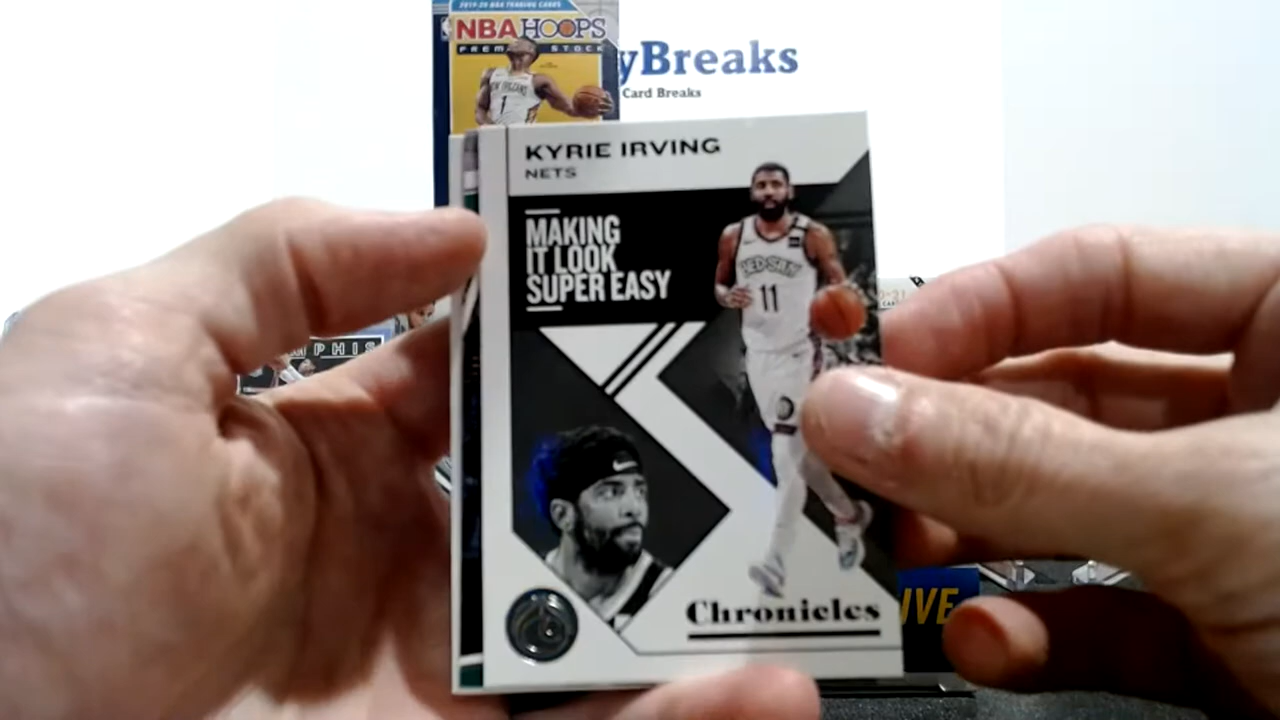 2019-20 NBA TRADING CARDS
NBA HOOPS
PREMIUM STOCK
NEW ORLEANS
1
yBreaks
Card Breaks
KYRIE IRVING
NETS
MAKING
IT LOOK
SUPER EASY
BED-STUY
11
PHIS
Chronicles
IVE